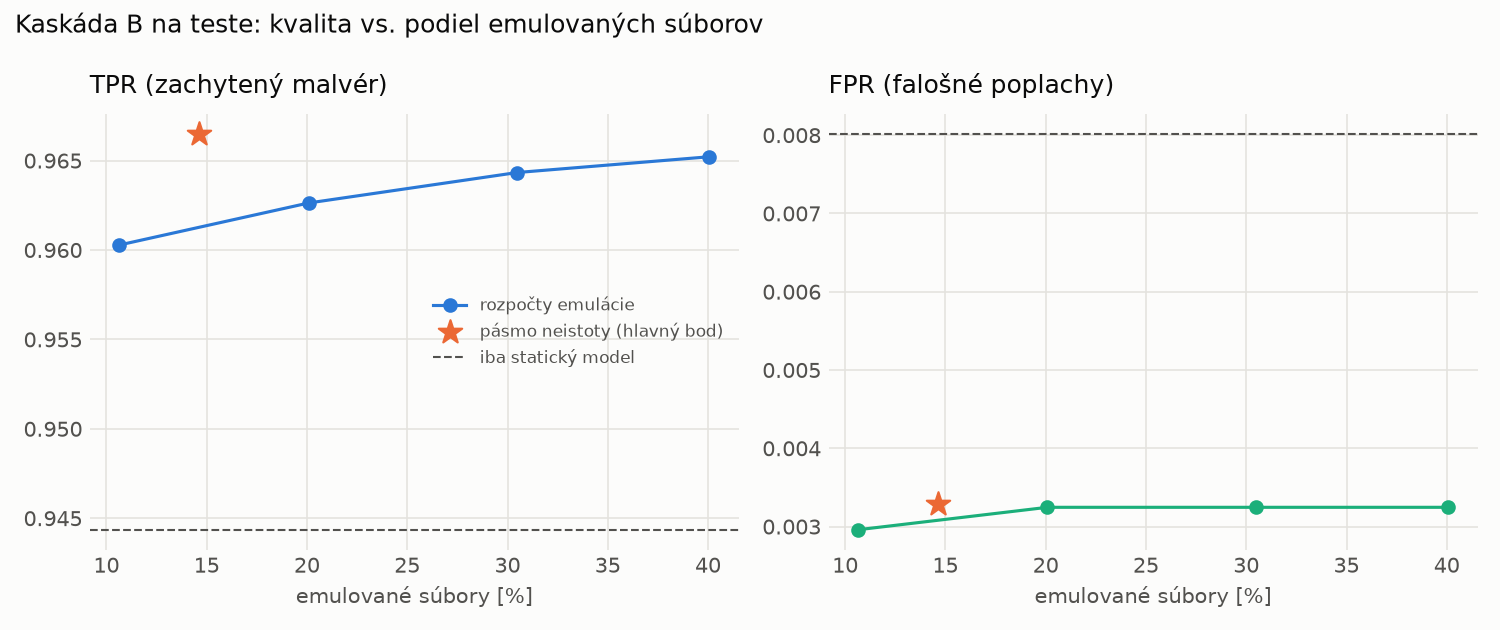 Kaskáda B na teste: kvalita vs. podiel emulovaných súborov
TPR (zachytený malvér)
0.965
0.960
0.955
0.950
0.945
10 15 20 25 30 35 40
emulované súbory [%]
rozpočty emulácie
pásmo neistoty (hlavný bod)
iba statický model
FPR (falošné poplachy)
0.008
0.007
0.006
0.005
0.004
0.003
10 15 20 25 30 35 40
emulované súbory [%]